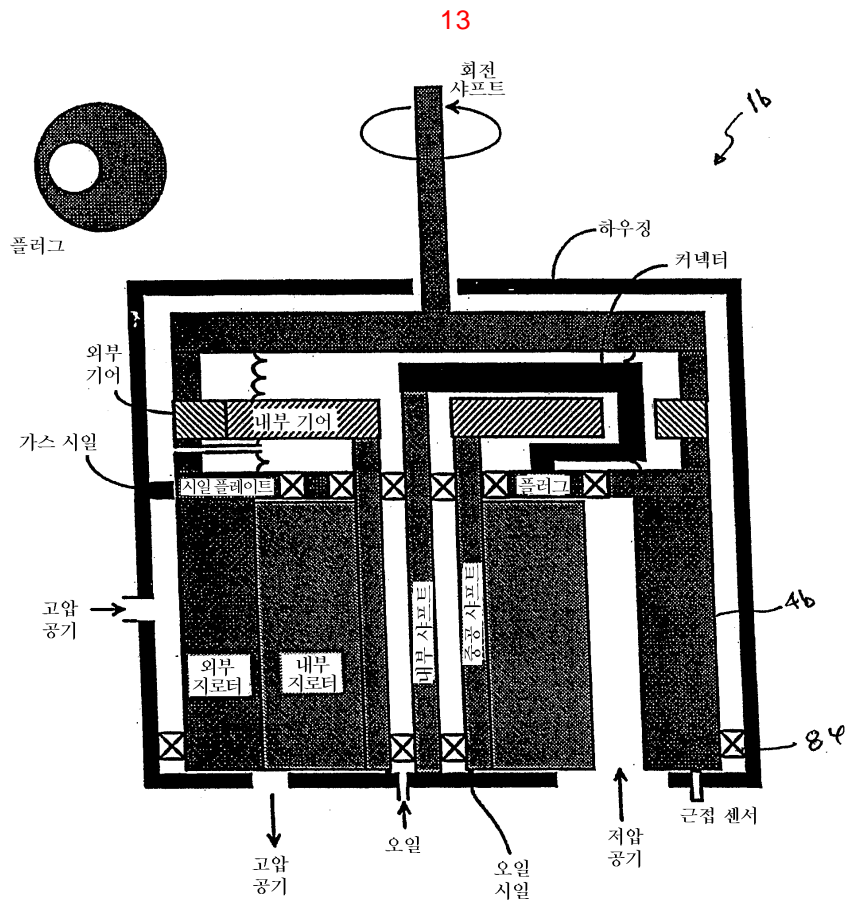 13
회전
샤프트
1b
플러그
하우징
커넥터
외부
기어
내부 기어
가스 시일
시일 플레이트
플러그
고압
공기
외부
지로터
내부
지로터
내부 샤프트
중공 샤프트
4b
84
고압
공기
오일
오일
시일
저압
공기
근접 센서